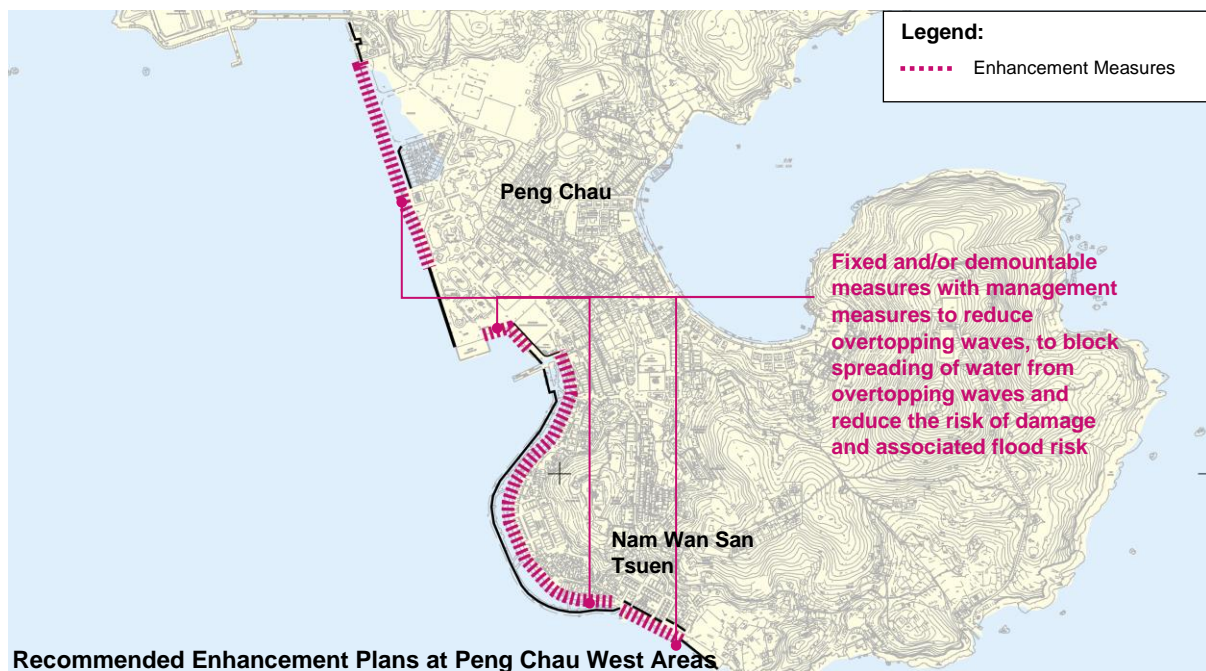 Legend:
Enhancement Measures
Peng Chau
Fixed and/or demountable
measures with management
measures to reduce
overtopping waves, to block
spreading of water from
overtopping waves and
reduce the risk of damage
and associated flood risk
Nam Wan San
Tsuen
Recommended Enhancement Plans at Peng Chau West Areas